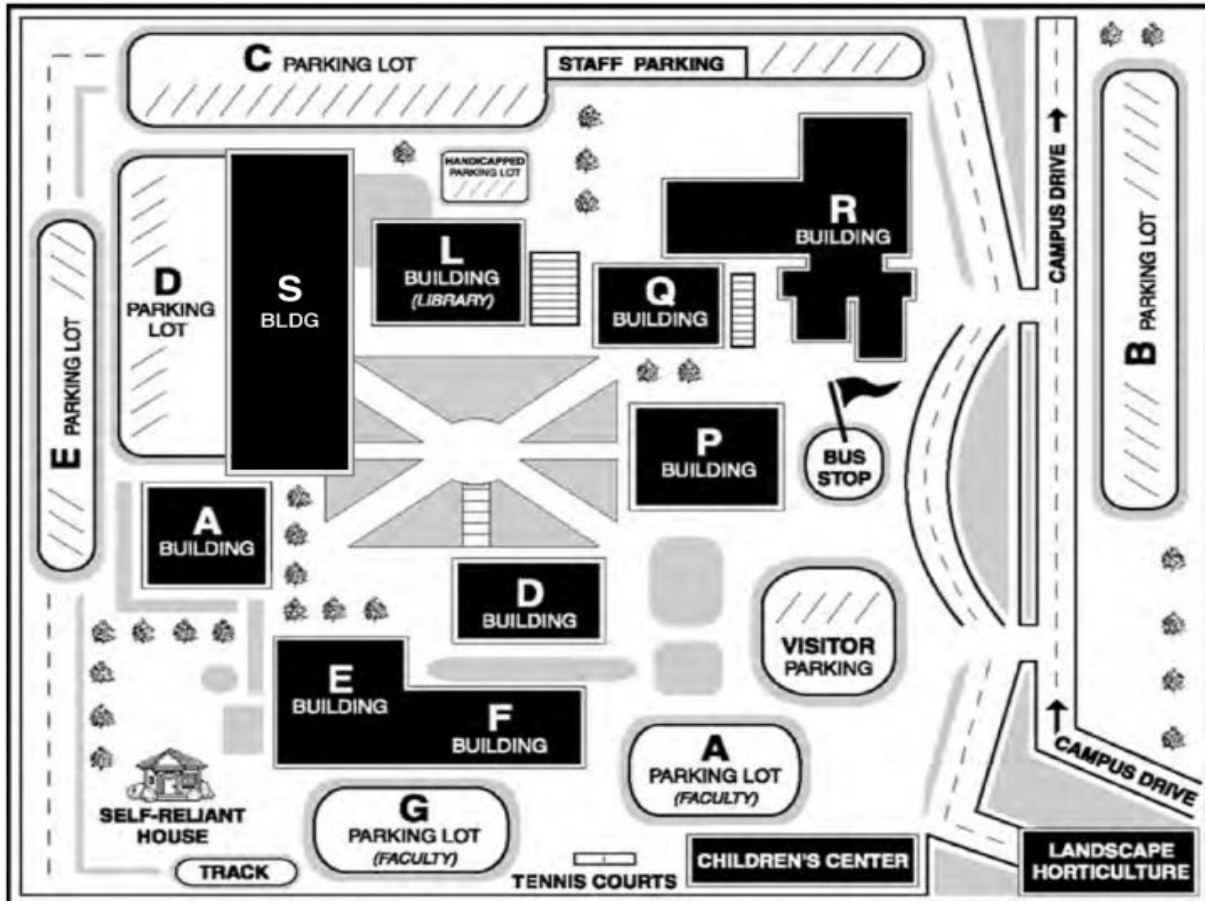 C PARKING LOT
STAFF PARKING
HANDICAPPED
PARKING LOT
CAMPUS DRIVE
B PARKING LOT
R
BUILDING
L
BUILDING
(LIBRARY)
Q
BUILDING
S
BLDG
D
PARKING
LOT
E PARKING LOT
P
BUILDING
BUS
STOP
A
BUILDING
D
BUILDING
VISITOR
PARKING
E
BUILDING
F
BUILDING
A
PARKING LOT
(FACULTY)
CAMPUS DRIVE
SELF-RELIANT
HOUSE
G
PARKING LOT
(FACULTY)
TRACK
TENNIS COURTS
CHILDREN'S CENTER
LANDSCAPE
HORTICULTURE